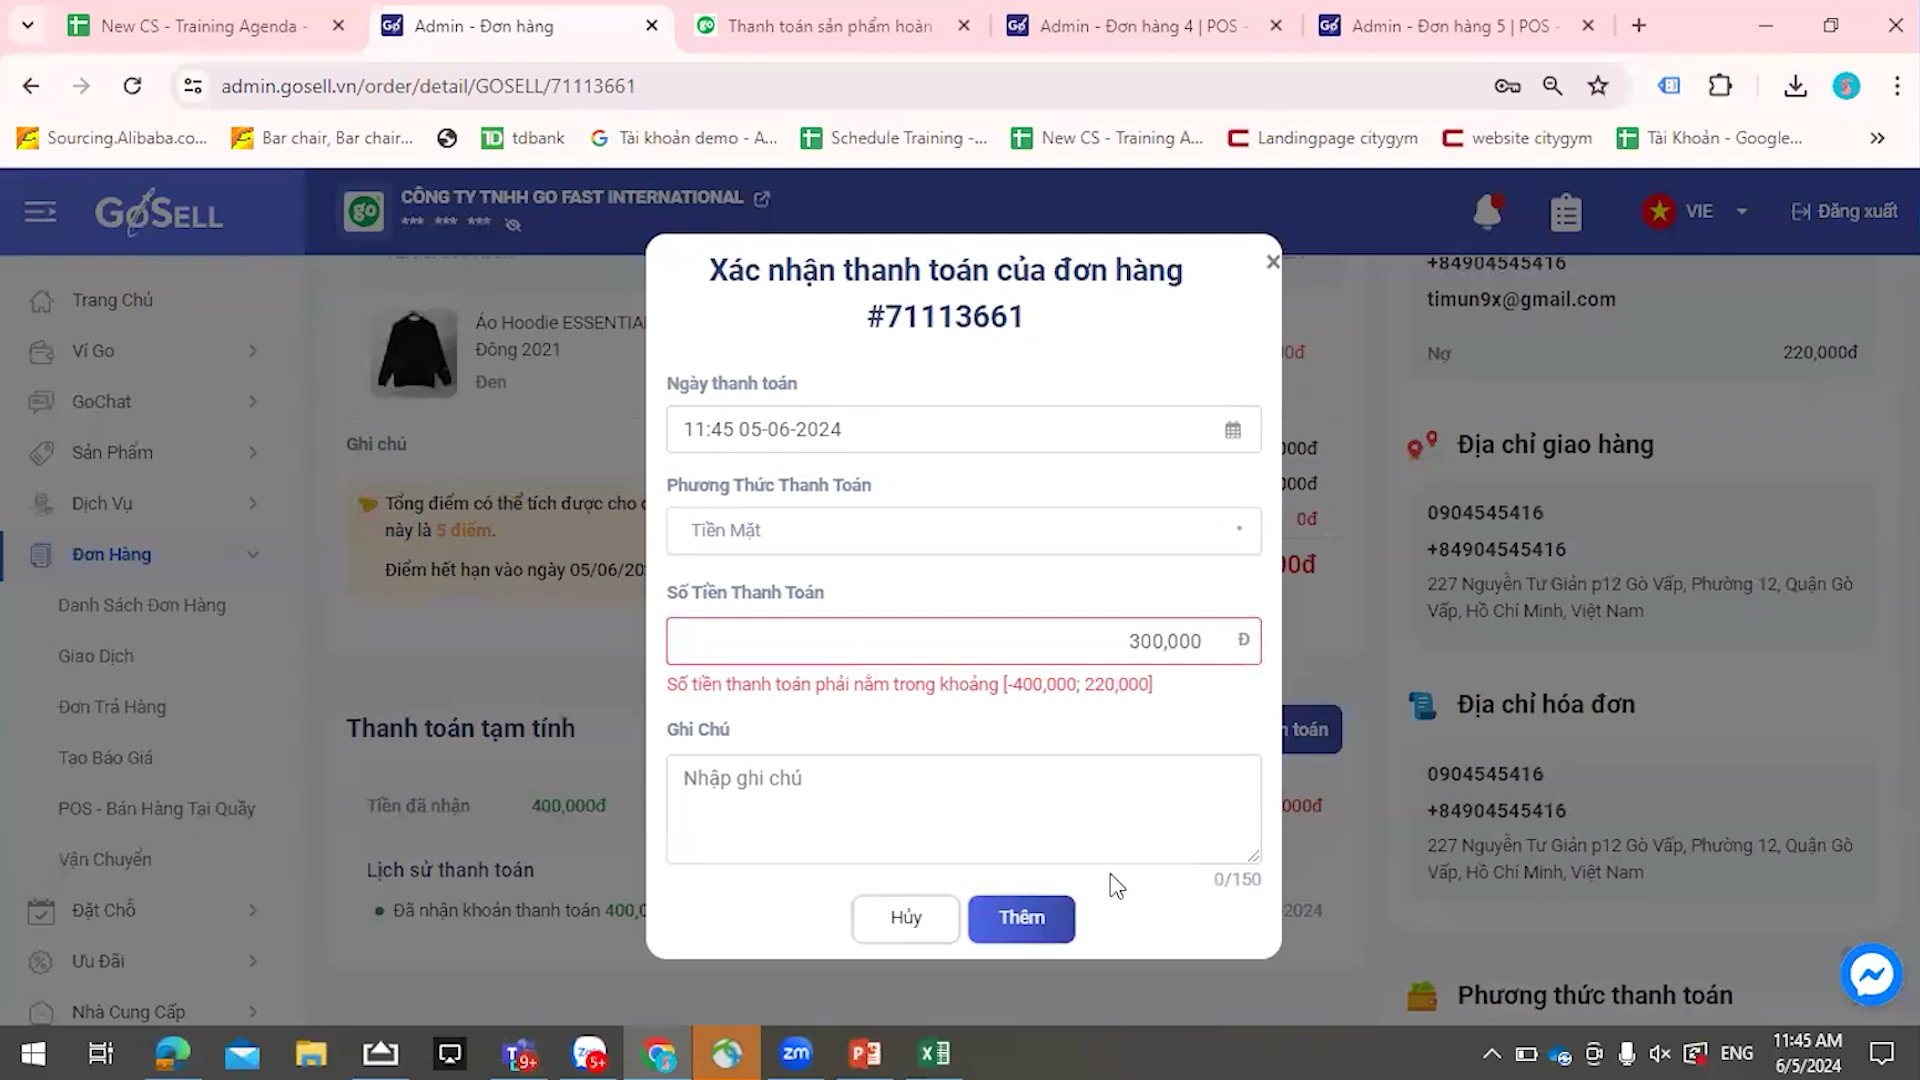 New CS - Training Agenda -
Admin - Đơn hàng
Thanh toán sản phẩm hoàn
Admin - Đơn hàng 4 | POS -
Admin - Đơn hàng 5 | POS -
admin.gosell.vn/order/detail/GOSELL/71113661
Sourcing.Alibaba.co...
Bar chair, Bar chair...
tdbank
Tài khoản demo - A...
Schedule Training -...
New CS - Training A...
Landingpage citygym
website citygym
Tài Khoản - Google...
GoSELL
go
CÔNG TY TNHH GO FAST INTERNATIONAL
*** *** ***
VIE
Đăng xuất
Trang Chủ
Ví Go
GoChat
Sản Phẩm
Dịch Vụ
Đơn Hàng
Danh Sách Đơn Hàng
Giao Dịch
Đơn Trả Hàng
Tạo Báo Giá
POS - Bán Hàng Tại Quầy
Vận Chuyển
Đặt Chỗ
Ưu Đãi
Nhà Cung Cấp
Áo Hoodie ESSENTIA
Đông 2021
Đen
Ghi chú
Tổng điểm có thể tích được cho
này là 5 điểm.
Điểm hết hạn vào ngày 05/06/20
Thanh toán tạm tính
Tiền đã nhận 400,000đ
Lịch sử thanh toán
Đã nhận khoản thanh toán 400,0
Xác nhận thanh toán của đơn hàng
#71113661
Ngày thanh toán
11:45 05-06-2024
Phương Thức Thanh Toán
Tiền Mặt
Số Tiền Thanh Toán
300,000 Đ
Số tiền thanh toán phải nằm trong khoảng [-400,000; 220,000]
Ghi Chú
Nhập ghi chú
0/150
Hủy
Thêm
0đ
000đ
000đ
0đ
00đ
toán
000đ
2024
+84904545416
timun9x@gmail.com
Nợ 220,000đ
Địa chỉ giao hàng
0904545416
+84904545416
227 Nguyễn Tư Giản p12 Gò Vấp, Phường 12, Quận Gò
Vấp, Hồ Chí Minh, Việt Nam
Địa chỉ hóa đơn
0904545416
+84904545416
227 Nguyễn Tư Giản p12 Gò Vấp, Phường 12, Quận Gò
Vấp, Hồ Chí Minh, Việt Nam
Phương thức thanh toán
9+
5+
zm
ENG
11:45 AM
6/5/2024